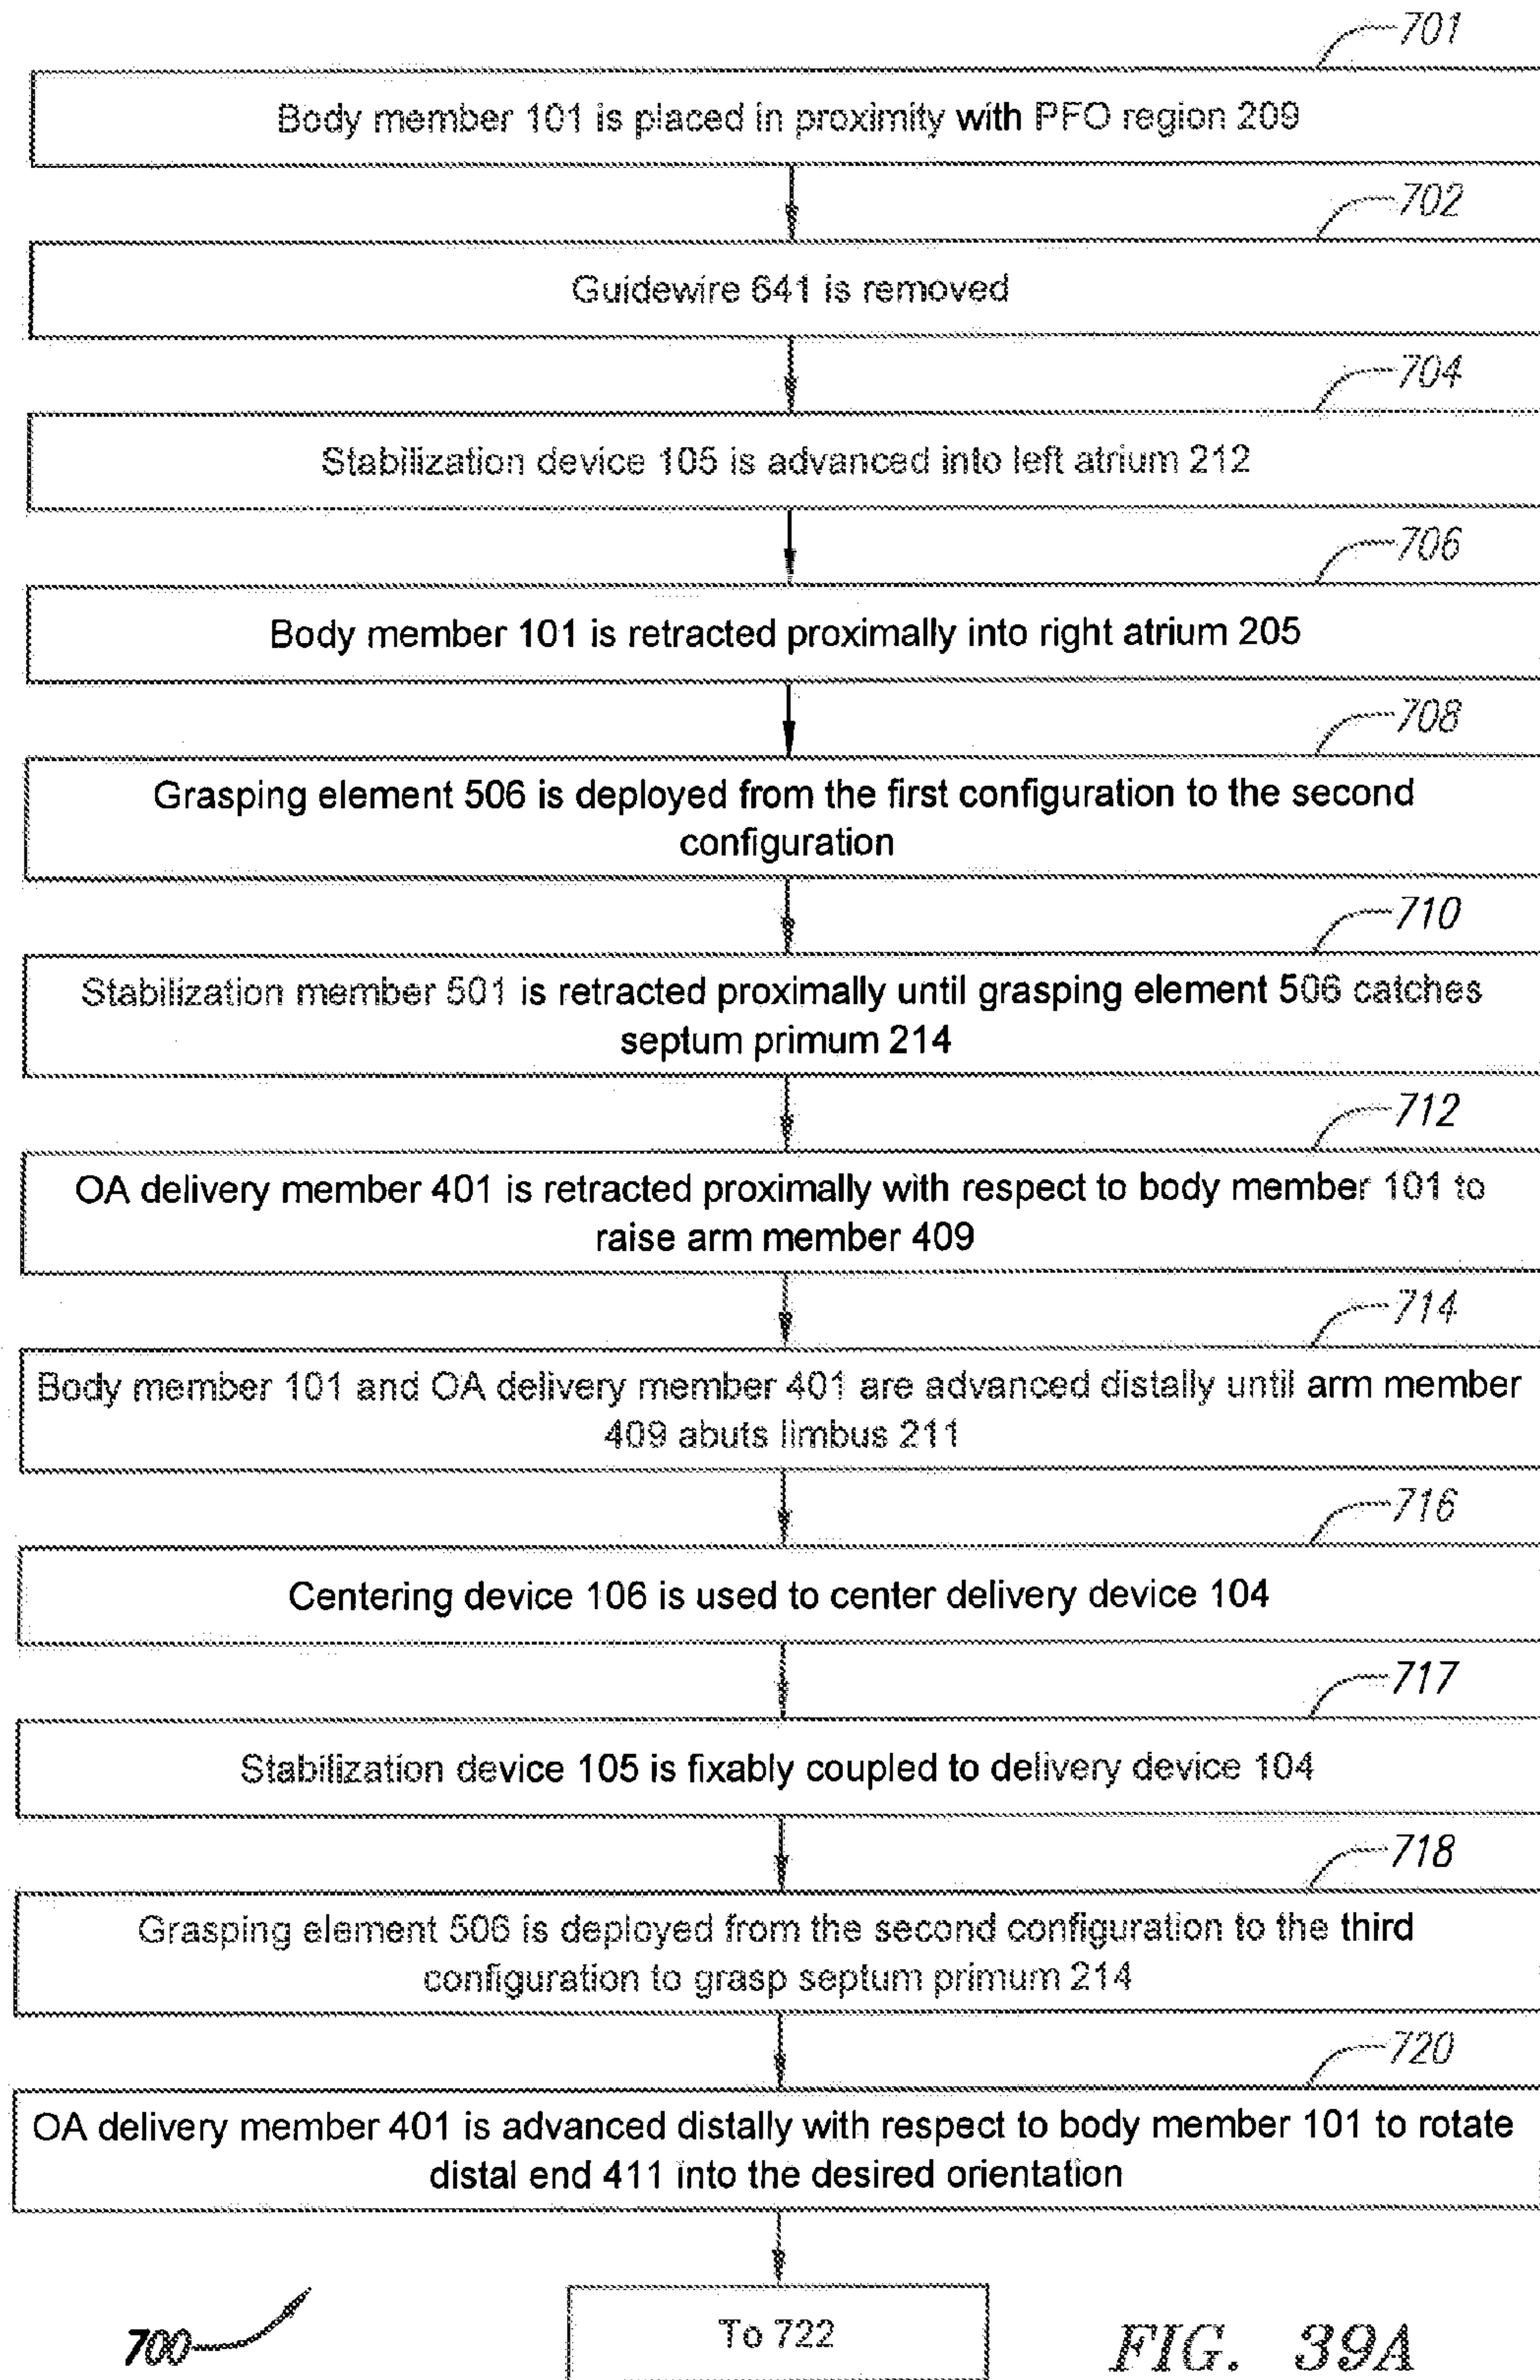 701
Body member 101 is placed in proximity with PFO region 209
702
Guidewire 641 is removed
704
Stabilization device 105 is advanced into left atrium 212
706
Body member 101 is retracted proximally into right atrium 205
708
Grasping element 506 is deployed from the first configuration to the second
configuration
710
Stabilization member 501 is retracted proximally until grasping element 506 catches
septum primum 214
712
OA delivery member 401 is retracted proximally with respect to body member 101 to
raise arm member 409
714
Body member 101 and OA delivery member 401 are advanced distally until arm member
409 abuts limbus 211
716
Centering device 106 is used to center delivery device 104
717
Stabilization device 105 is fixably coupled to delivery device 104
718
Grasping element 506 is deployed from the second configuration to the third
configuration to grasp septum primum 214
720
OA delivery member 401 is advanced distally with respect to body member 101 to rotate
distal end 411 into the desired orientation
To 722
700
FIG. 39A